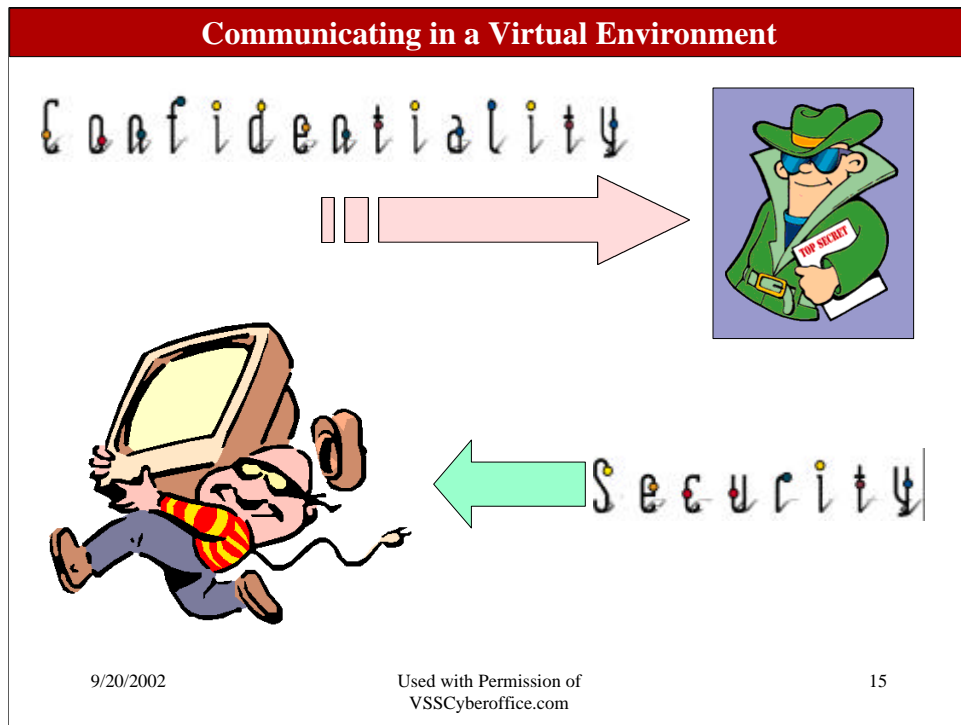 Communicating in a Virtual Environment
Confidentiality
TOP SECRET
Security
9/20/2002
Used with Permission of
VSSCyberoffice.com
15